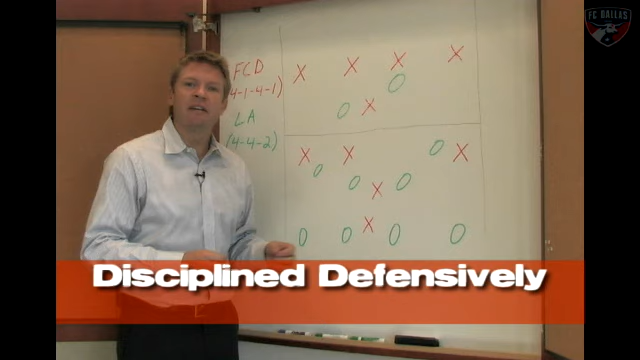 FC DALLAS
FCD
(4-1-4-1)
LA
(4-4-2)
X X X X
O
O X
X X O X
O O X O
X
O O O O
Disciplined Defensively